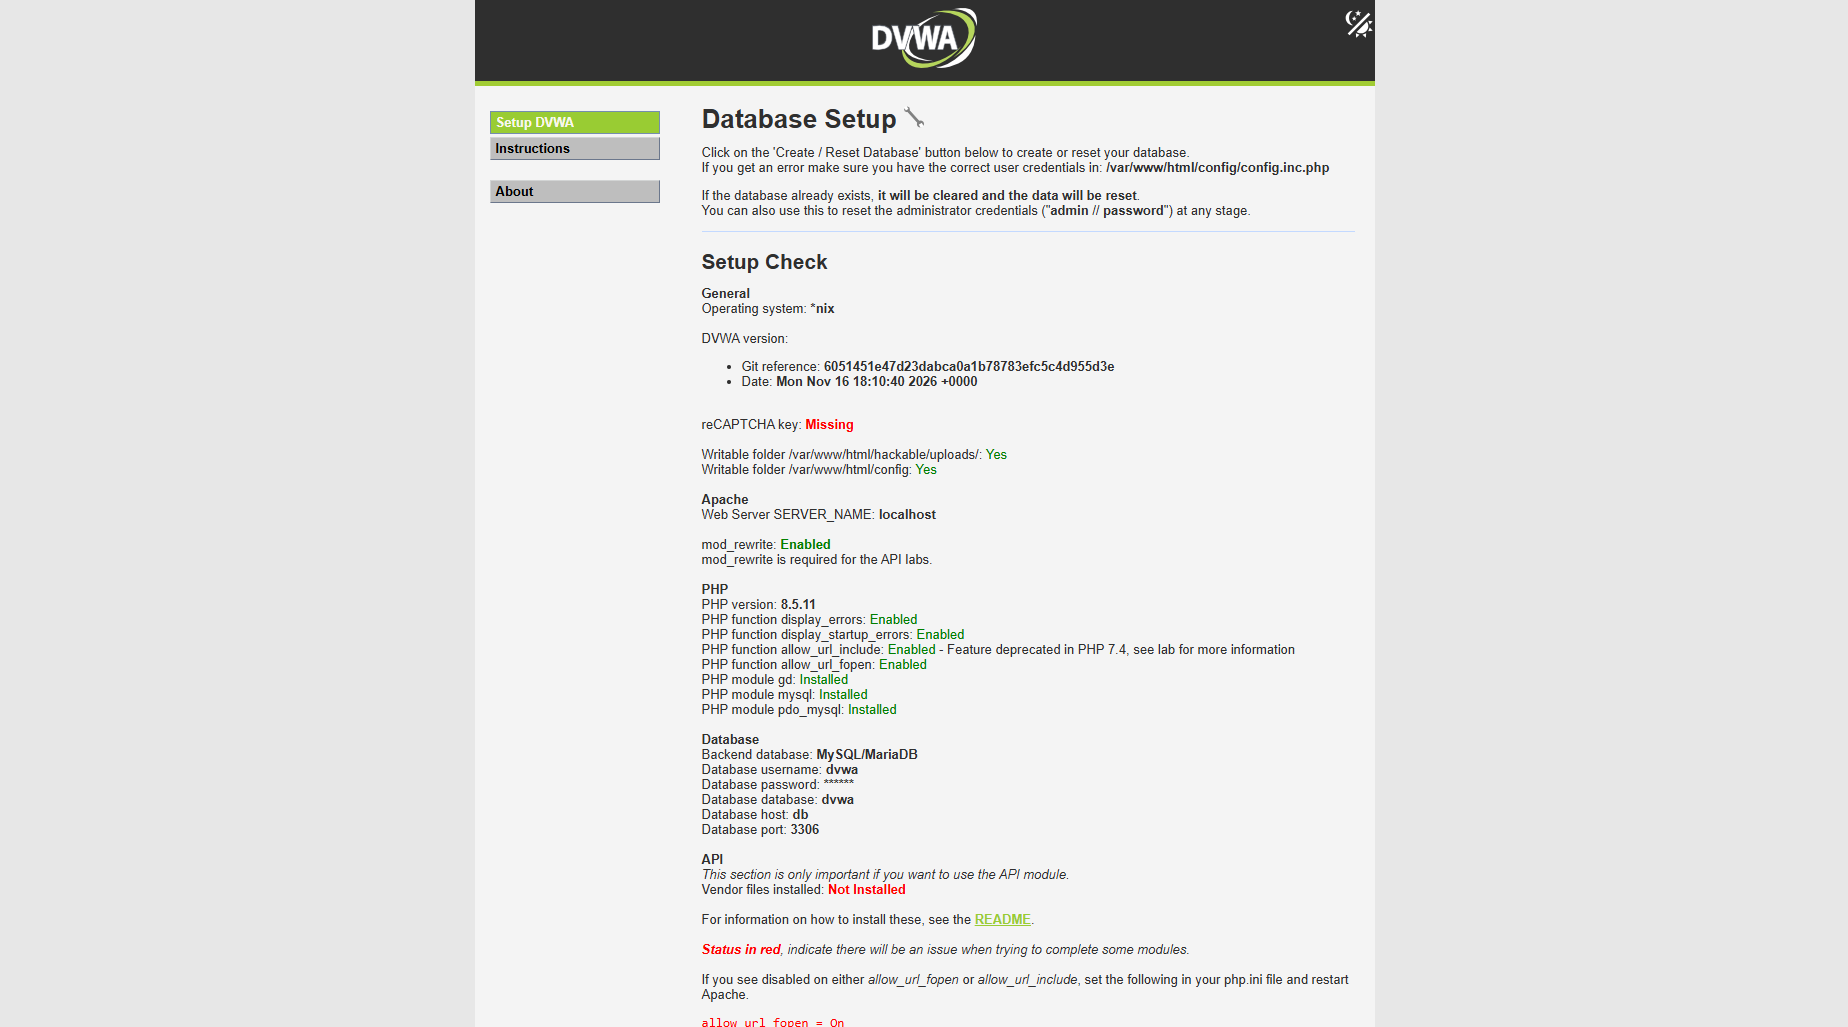 DVWA
Setup DVWA
Instructions
About
Database Setup
Click on the 'Create / Reset Database' button below to create or reset your database.
If you get an error make sure you have the correct user credentials in: /var/www/html/config/config.inc.php
If the database already exists, it will be cleared and the data will be reset.
You can also use this to reset the administrator credentials ("admin // password") at any stage.
Setup Check
General
Operating system: *nix
DVWA version:
• Git reference: 6051451e47d23dabca0a1b78783efc5c4d955d3e
• Date: Mon Nov 16 18:10:40 2026 +0000
reCAPTCHA key: Missing
Writable folder /var/www/html/hackable/uploads/: Yes
Writable folder /var/www/html/config: Yes
Apache
Web Server SERVER_NAME: localhost
mod_rewrite: Enabled
mod_rewrite is required for the API labs.
PHP
PHP version: 8.5.11
PHP function display_errors: Enabled
PHP function display_startup_errors: Enabled
PHP function allow_url_include: Enabled - Feature deprecated in PHP 7.4, see lab for more information
PHP function allow_url_fopen: Enabled
PHP module gd: Installed
PHP module mysql: Installed
PHP module pdo_mysql: Installed
Database
Backend database: MySQL/MariaDB
Database username: dvwa
Database password: ******
Database database: dvwa
Database host: db
Database port: 3306
API
This section is only important if you want to use the API module.
Vendor files installed: Not Installed
For information on how to install these, see the README.
Status in red, indicate there will be an issue when trying to complete some modules.
If you see disabled on either allow_url_fopen or allow_url_include, set the following in your php.ini file and restart
Apache.
allow_url_fopen = On